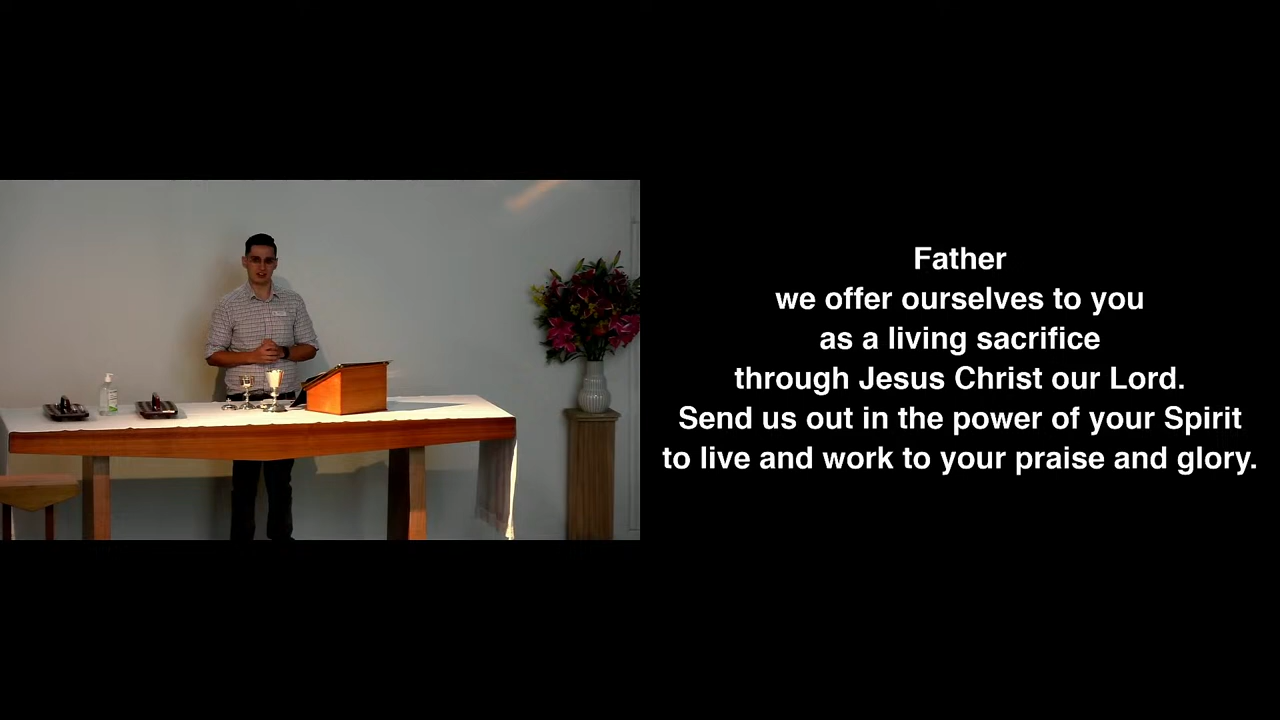 Father
we offer ourselves to you
as a living sacrifice
through Jesus Christ our Lord.
Send us out in the power of your Spirit
to live and work to your praise and glory.